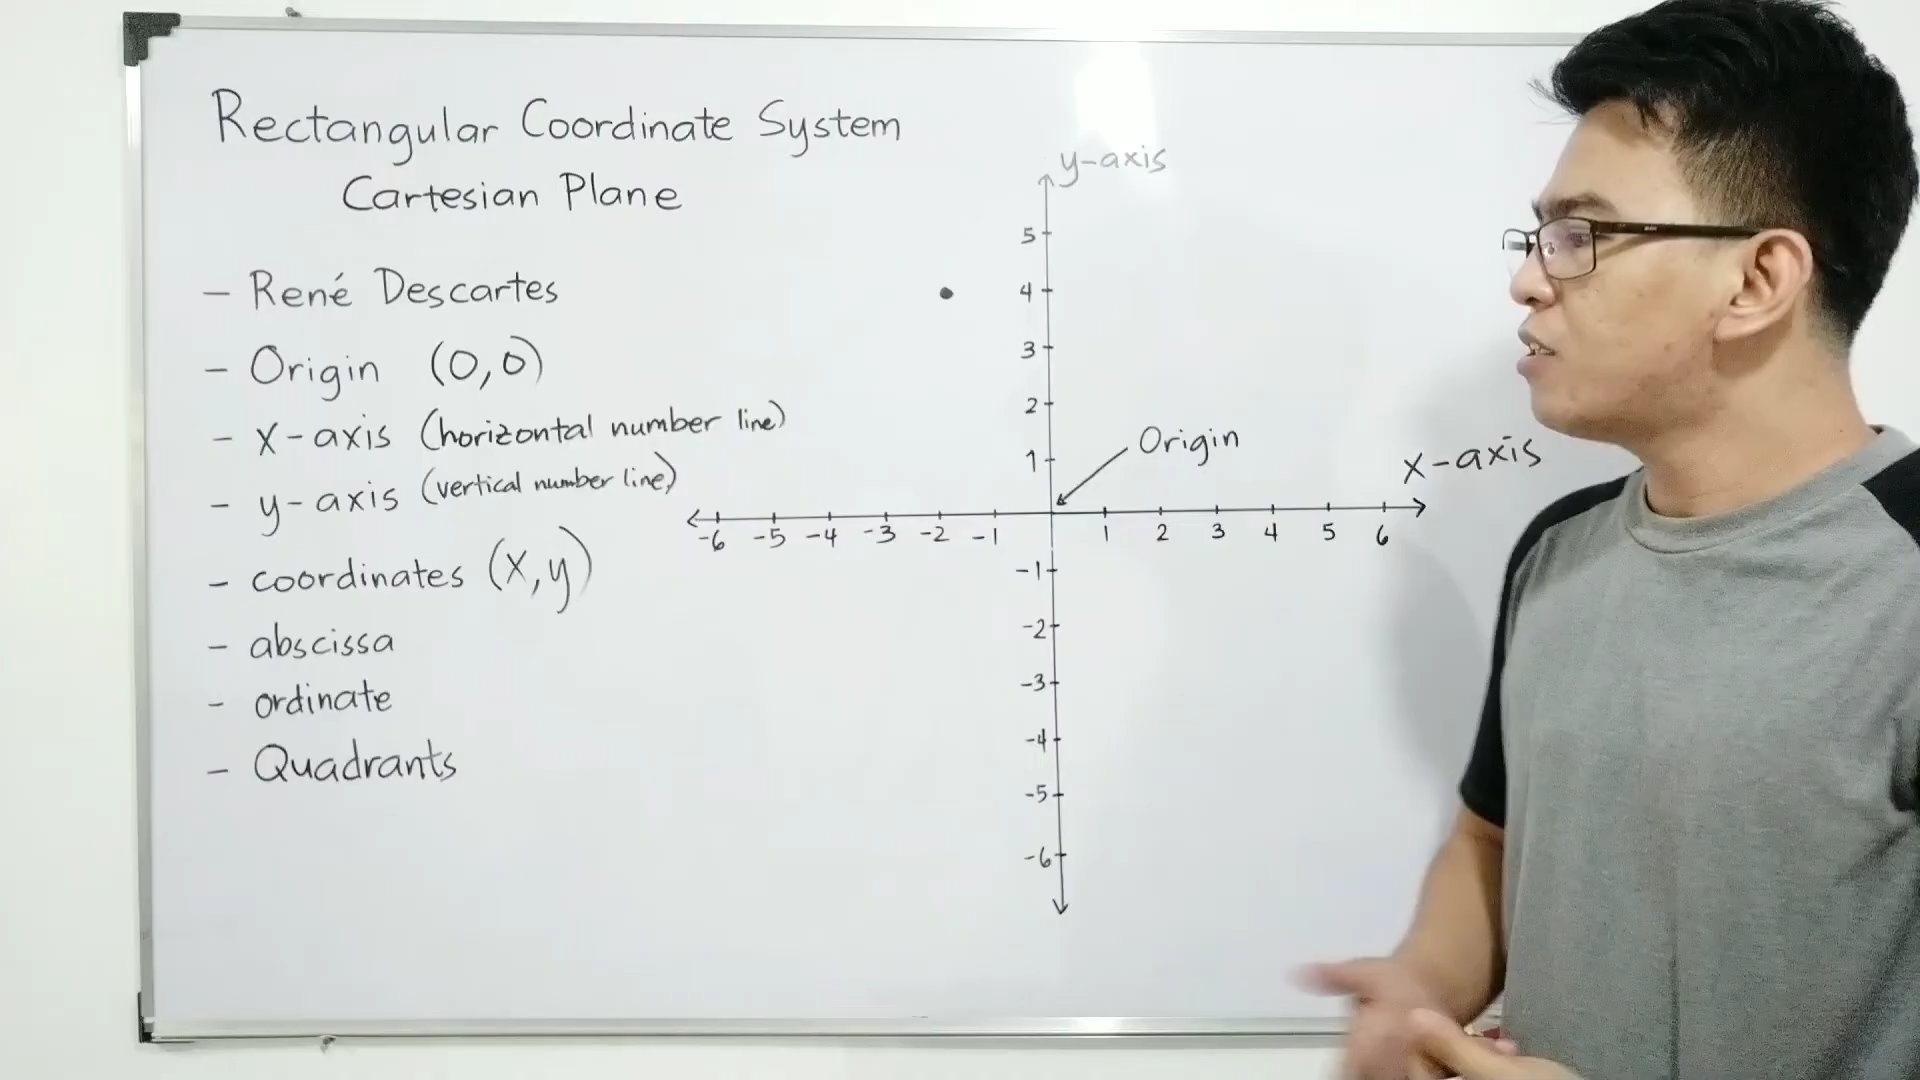 Rectangular Coordinate System
Cartesian Plane
- René Descartes
- Origin (0,0)
- x-axis (horizontal number line)
- y-axis (vertical number line)
- coordinates (x,y)
- abscissa
- ordinate
- Quadrants
y-axis
5
4
3
2
1
Origin
x-axis
-6 -5 -4 -3 -2 -1 1 2 3 4 5 6
-1
-2
-3
-4
-5
-6